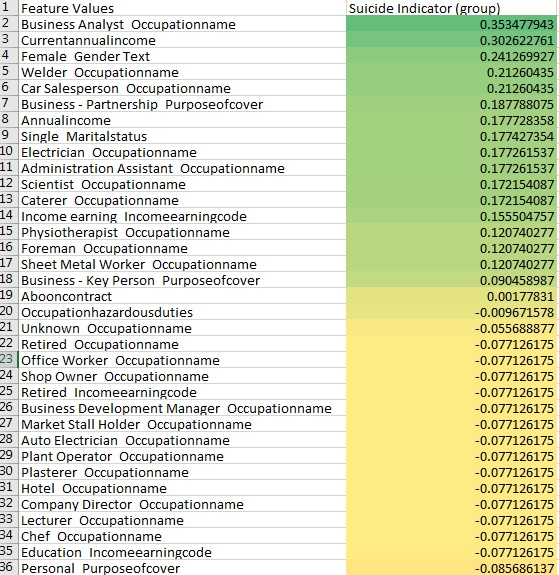 1 Feature Values Suicide Indicator (group)
2 Business Analyst Occupationname 0.353477943
3 Currentannualincome 0.302622761
4 Female Gender Text 0.241269927
5 Welder Occupationname 0.21260435
6 Car Salesperson Occupationname 0.21260435
7 Business - Partnership Purposeofcover 0.187788075
8 Annualincome 0.177728358
9 Single Maritalstatus 0.177427354
10 Electrician Occupationname 0.177261537
11 Administration Assistant Occupationname 0.177261537
12 Scientist Occupationname 0.172154087
13 Caterer Occupationname 0.172154087
14 Income earning Incomeearningcode 0.155504757
15 Physiotherapist Occupationname 0.120740277
16 Foreman Occupationname 0.120740277
17 Sheet Metal Worker Occupationname 0.120740277
18 Business - Key Person Purposeofcover 0.090458987
19 Abooncontract 0.00177831
20 Occupationhazardousduties -0.009671578
21 Unknown Occupationname -0.055688877
22 Retired Occupationname -0.077126175
23 Office Worker Occupationname -0.077126175
24 Shop Owner Occupationname -0.077126175
25 Retired Incomeearningcode -0.077126175
26 Business Development Manager Occupationname -0.077126175
27 Market Stall Holder Occupationname -0.077126175
28 Auto Electrician Occupationname -0.077126175
29 Plant Operator Occupationname -0.077126175
30 Plasterer Occupationname -0.077126175
31 Hotel Occupationname -0.077126175
32 Company Director Occupationname -0.077126175
33 Lecturer Occupationname -0.077126175
34 Chef Occupationname -0.077126175
35 Education Incomeearningcode -0.077126175
36 Personal Purposeofcover -0.085686137